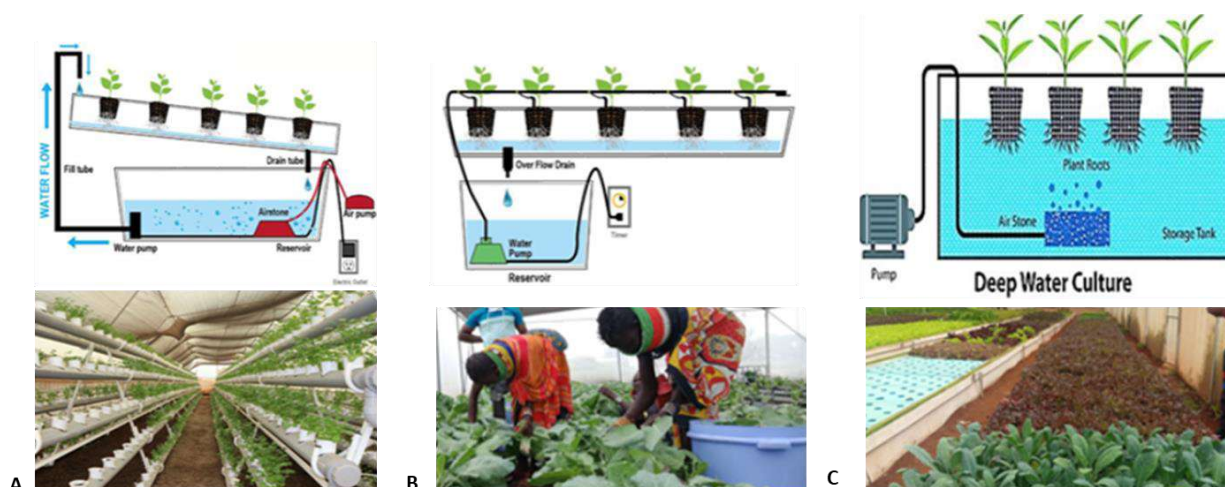 WATER FLOW
Fill tube
Drain tube
Airstone
Air pump
Water pump
Reservoir
Electric Outlet
Over Flow Drain
Water
Pump
Timer
Reservoir
Plant Roots
Air Stone
Storage Tank
Pump
Deep Water Culture
A
B
C